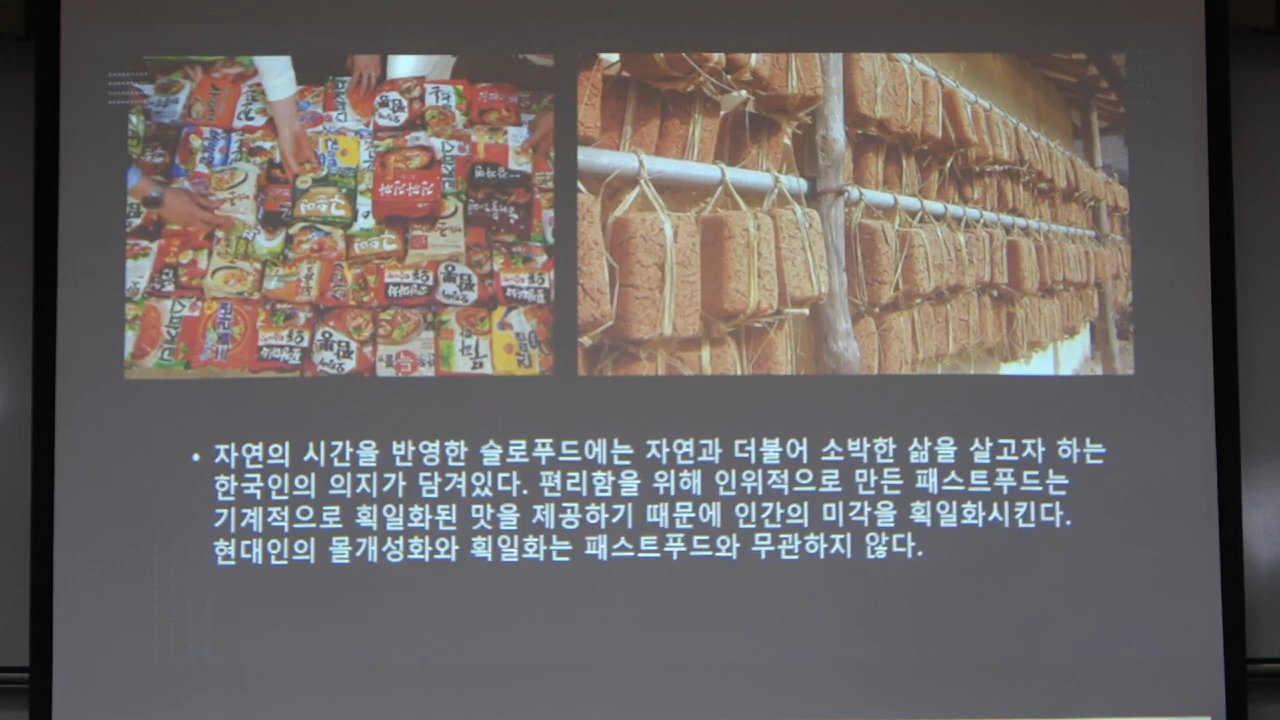 • 자연의 시간을 반영한 슬로푸드에는 자연과 더불어 소박한 삶을 살고자 하는
한국인의 의지가 담겨있다. 편리함을 위해 인위적으로 만든 패스트푸드는
기계적으로 획일화된 맛을 제공하기 때문에 인간의 미각을 획일화시킨다.
현대인의 몰개성화와 획일화는 패스트푸드와 무관하지 않다.